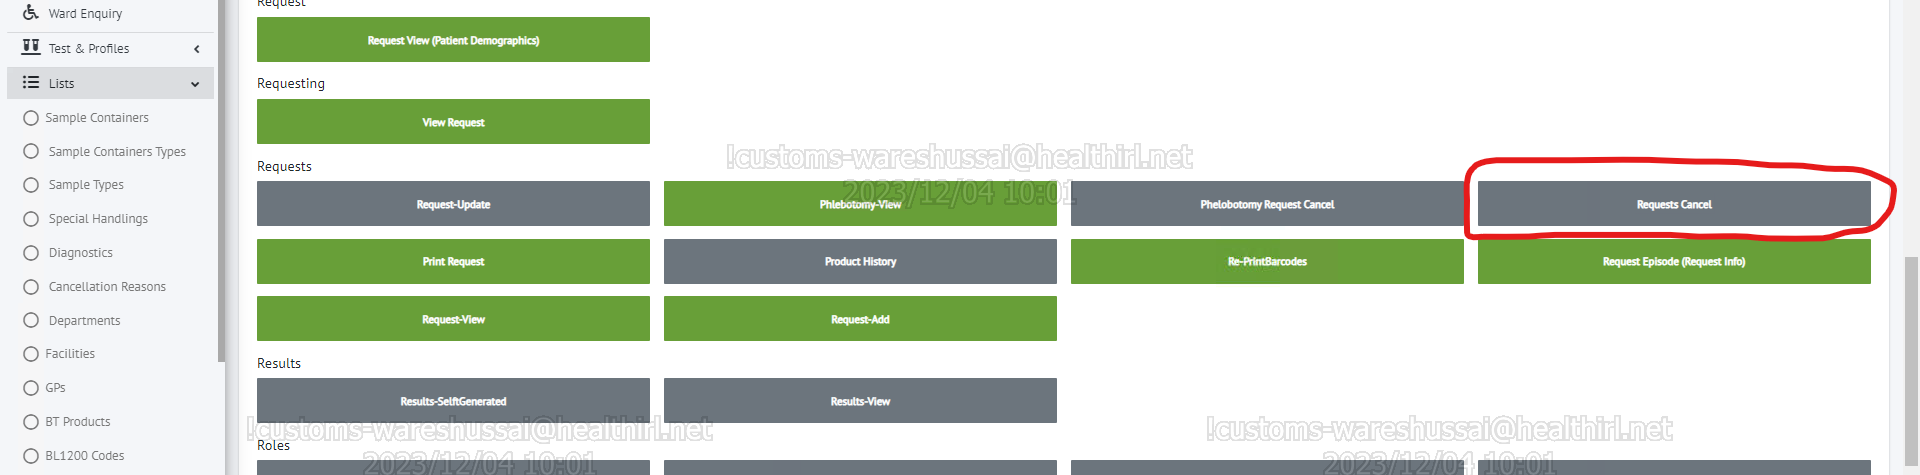 Ward Enquiry
Test & Profiles
Lists
Sample Containers
Sample Containers Types
Sample Types
Special Handlings
Diagnostics
Cancellation Reasons
Departments
Facilities
GPs
BT Products
BL1200 Codes
Request
Request View (Patient Demographics)
Requesting
View Request
!customs-wareshussai@healthirl.net
2023/12/04 10:01
Requests
Request-Update
Phlebotomy-View
Phelobotomy Request Cancel
Requests Cancel
Print Request
Product History
Re-PrintBarcodes
Request Episode (Request Info)
Request-View
Request-Add
Results
Results-SelftGenerated
Results-View
!customs-wareshussai@healthirl.net
!customs-wareshussai@healthirl.net
Roles
2023/12/04 10:01
2023/12/04 10:01